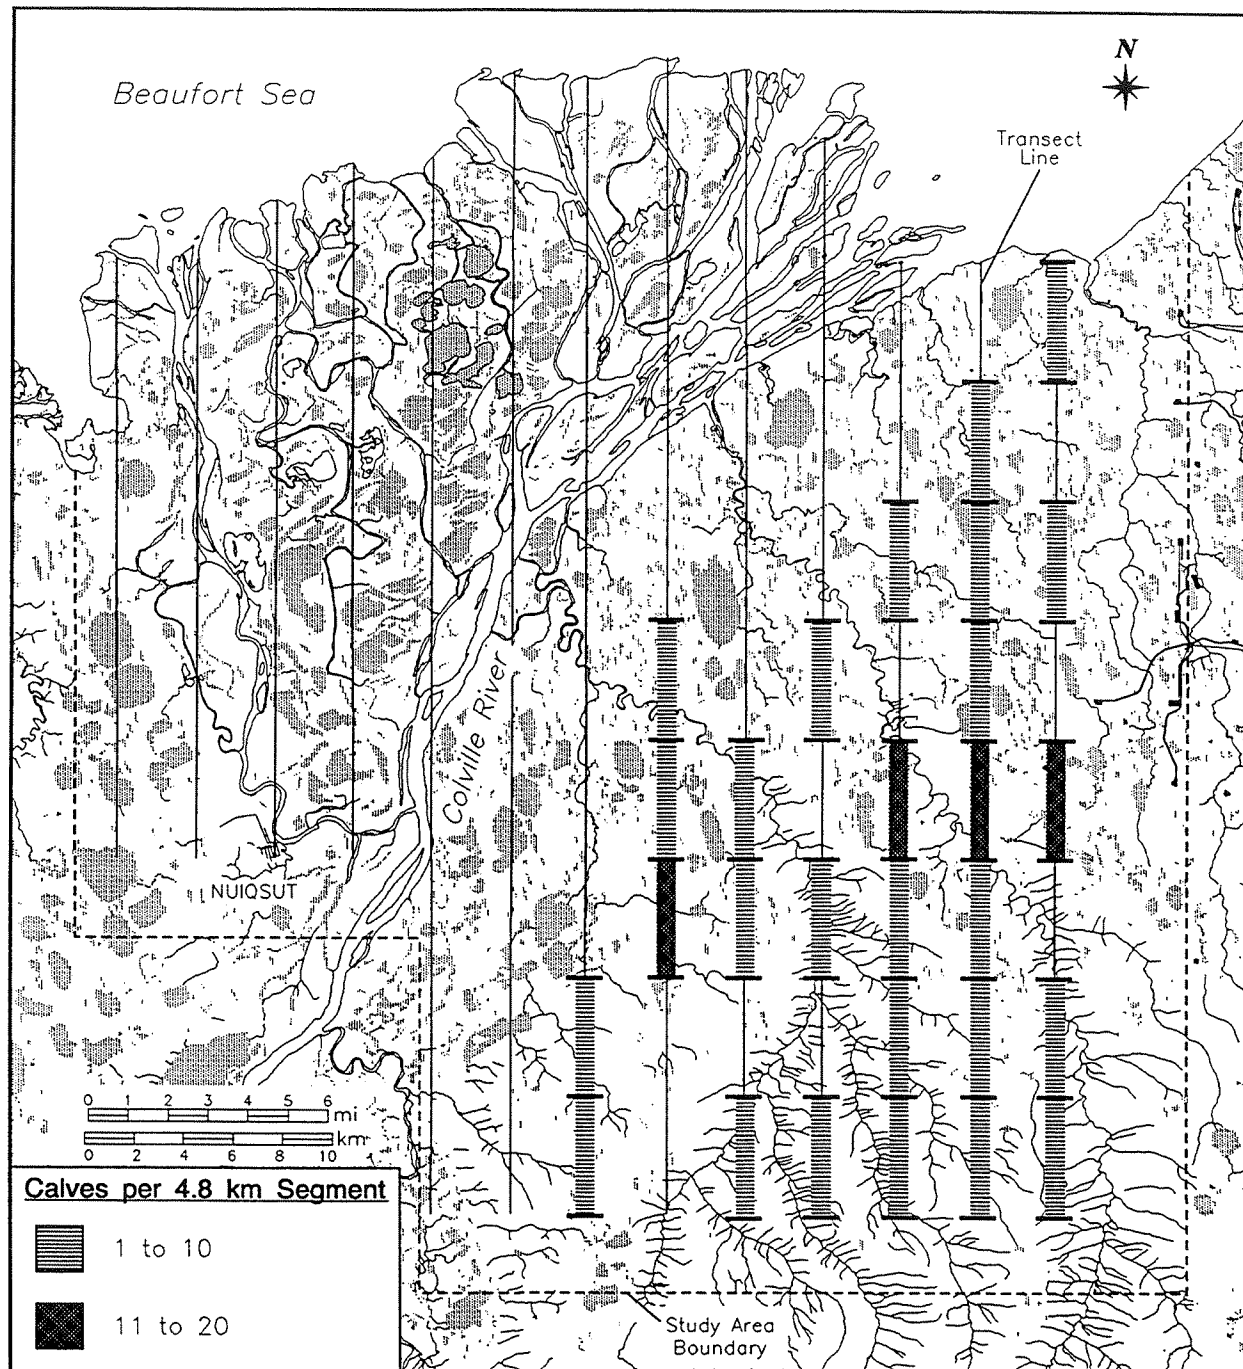 N
Beaufort Sea
Transect
Line
Colville River
NUIQSUT
0 1 2 3 4 5 6
mi
km
0 2 4 6 8 10
Calves per 4.8 km Segment
1 to 10
11 to 20
Study Area
Boundary